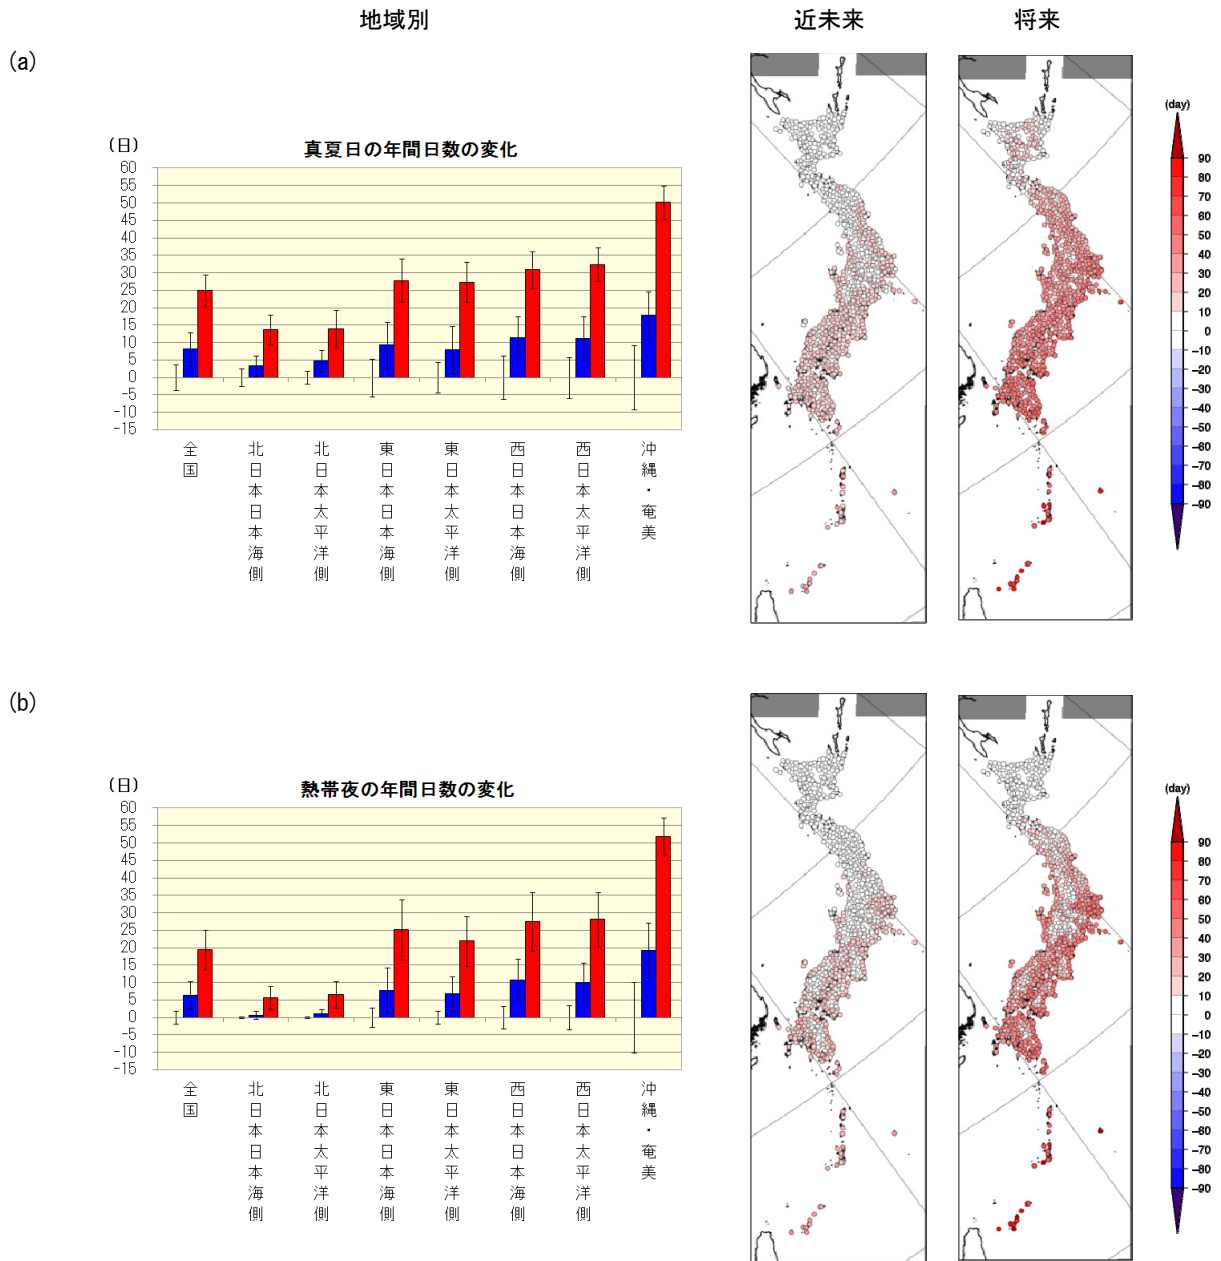 地域別
近未来
将来
(a)
(日)
真夏日の年間日数の変化
60
55
50
45
40
35
30
25
20
15
10
5
0
-5
-10
-15
全国
北日本日本海側
北日本太平洋側
東日本日本海側
東日本太平洋側
西日本日本海側
西日本太平洋側
沖縄・奄美
(day)
90
80
70
60
50
40
30
20
10
0
-10
-20
-30
-40
-50
-60
-70
-80
-90
(b)
(日)
熱帯夜の年間日数の変化
60
55
50
45
40
35
30
25
20
15
10
5
0
-5
-10
-15
全国
北日本日本海側
北日本太平洋側
東日本日本海側
東日本太平洋側
西日本日本海側
西日本太平洋側
沖縄・奄美
(day)
90
80
70
60
50
40
30
20
10
0
-10
-20
-30
-40
-50
-60
-70
-80
-90